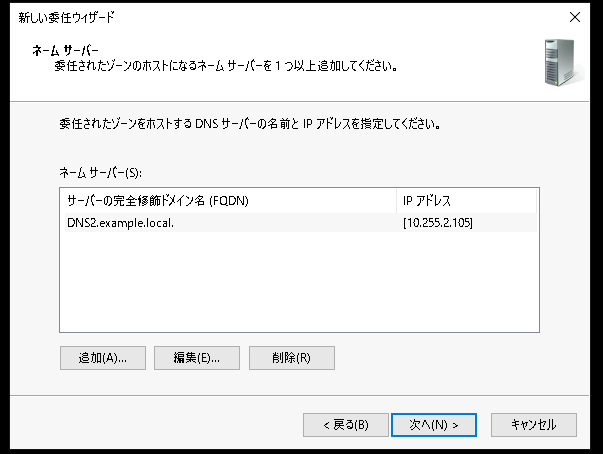 新しい委任ウィザード
ネーム サーバー
委任されたゾーンのホストになるネーム サーバーを 1 つ以上追加してください。
委任されたゾーンをホストする DNS サーバーの名前と IP アドレスを指定してください。
ネーム サーバー(S):
サーバーの完全修飾ドメイン名 (FQDN) IP アドレス
DNS2.example.local. [10.255.2.105]
追加(A)... 編集(E)... 削除(R)
< 戻る(B) 次へ(N) > キャンセル